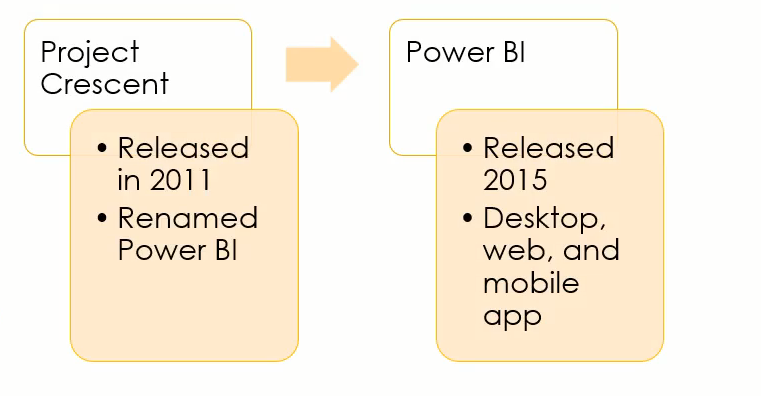 Project
Crescent
• Released
in 2011
• Renamed
Power BI
Power BI
• Released
2015
• Desktop,
web, and
mobile
app